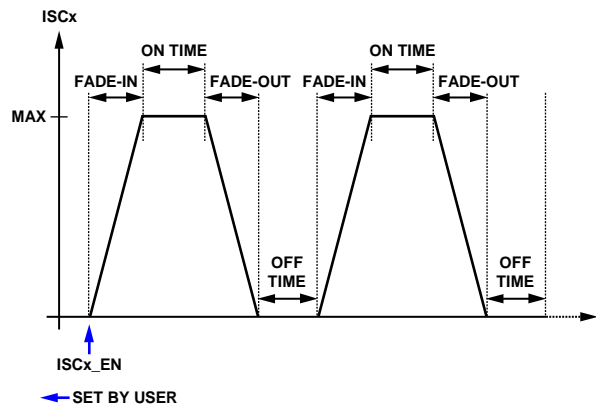 ISCx
ON TIME
ON TIME
FADE-IN
FADE-OUT
FADE-IN
FADE-OUT
MAX
OFF
TIME
OFF
TIME
ISCx_EN
SET BY USER